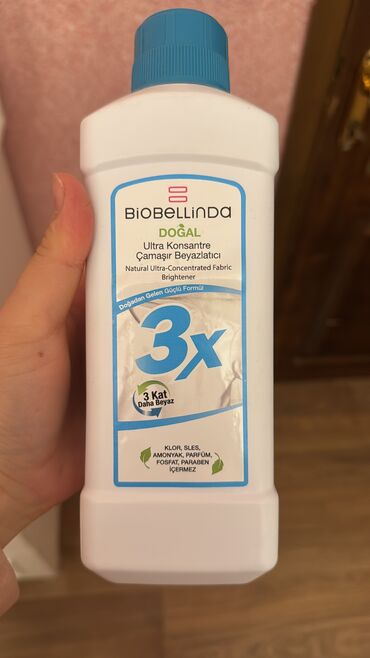 BIOBELLINDA
DOĞAL
Ultra Konsantre
Çamaşır Beyazlatıcı
Natural Ultra-Concentrated Fabric
Brightener
Doğadan Gelen Güçlü Formül
3x
3 Kat
Daha Beyaz
KLOR, SLES,
AMONYAK, PARFÜM,
FOSFAT, PARABEN
İÇERMEZ